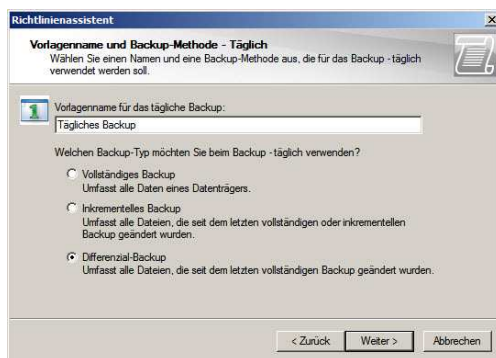 Richtlinienassistent
Vorlagenname und Backup-Methode - Täglich
Wählen Sie einen Namen und eine Backup-Methode aus, die für das Backup - täglich
verwendet werden soll.
1
Vorlagenname für das tägliche Backup:
Tägliches Backup
Welchen Backup-Typ möchten Sie beim Backup - täglich verwenden?
Vollständiges Backup
Umfasst alle Daten eines Datenträgers.
Inkrementelles Backup
Umfasst alle Dateien, die seit dem letzten vollständigen oder inkrementellen
Backup geändert wurden.
Differenzial-Backup
Umfasst alle Dateien, die seit dem letzten vollständigen Backup geändert wurden.
< Zurück Weiter > Abbrechen